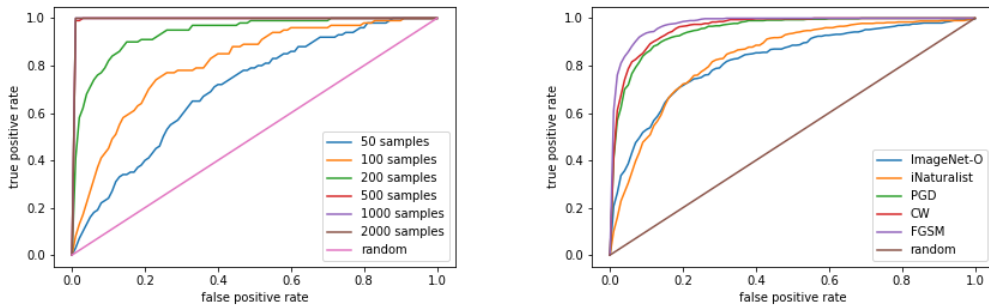 1.0
0.8
0.6
0.4
0.2
0.0
true positive rate
0.0 0.2 0.4 0.6 0.8 1.0
false positive rate
50 samples
100 samples
200 samples
500 samples
1000 samples
2000 samples
random
1.0
0.8
0.6
0.4
0.2
0.0
true positive rate
0.0 0.2 0.4 0.6 0.8 1.0
false positive rate
ImageNet-O
iNaturalist
PGD
CW
FGSM
random